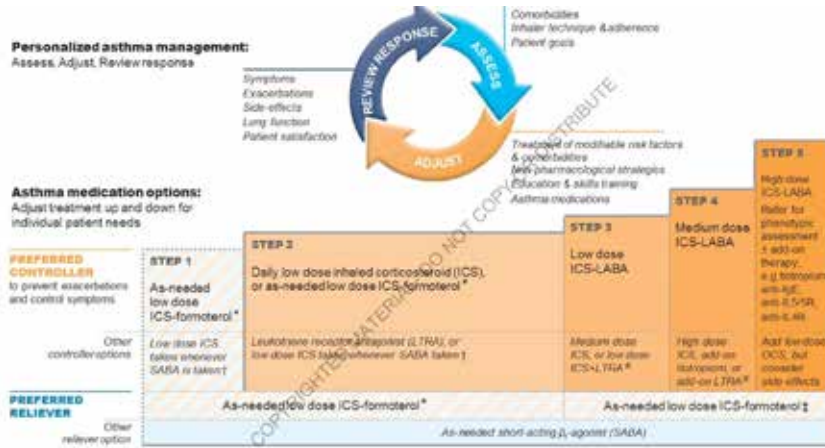 Comorbidities
Inhaler technique & adherence
Patient goals
Personalized asthma management:
Assess, Adjust, Review response
REVIEW RESPONSE
ASSESS
ADJUST
Symptoms
Exacerbations
Side-effects
Lung function
Patient satisfaction
Treatment of modifiable risk factors
& comorbidities
Non-pharmacological strategies
Education & skills training
Asthma medications
Asthma medication options:
Adjust treatment up and down for
individual patient needs
STEP 5
High dose
ICS-LABA
Refer for
phenotypic
assessment
± add-on
therapy,
e.g. tiotropium,
anti-IgE,
anti-IL5/5R,
anti-IL4R
STEP 4
Medium dose
ICS-LABA
STEP 3
Low dose
ICS-LABA
STEP 2
Daily low dose inhaled corticosteroid (ICS),
or as-needed low dose ICS-formoterol *
STEP 1
As-needed
low dose
ICS-formoterol *
PREFERRED
CONTROLLER
to prevent exacerbations
and control symptoms
Other
controller options
Low dose ICS
taken whenever
SABA is taken †
Leukotriene receptor antagonist (LTRA), or
low dose ICS taken whenever SABA taken †
Medium dose
ICS, or low dose
ICS+LTRA #
High dose
ICS, add-on
tiotropium, or
add-on LTRA #
Add low dose
OCS, but
consider
side-effects
PREFERRED
RELIEVER
As-needed low dose ICS-formoterol *
As-needed low dose ICS-formoterol ‡
Other
reliever option
As-needed short-acting β₂-agonist (SABA)
COPYRIGHTED MATERIAL DO NOT COPY OR DISTRIBUTE